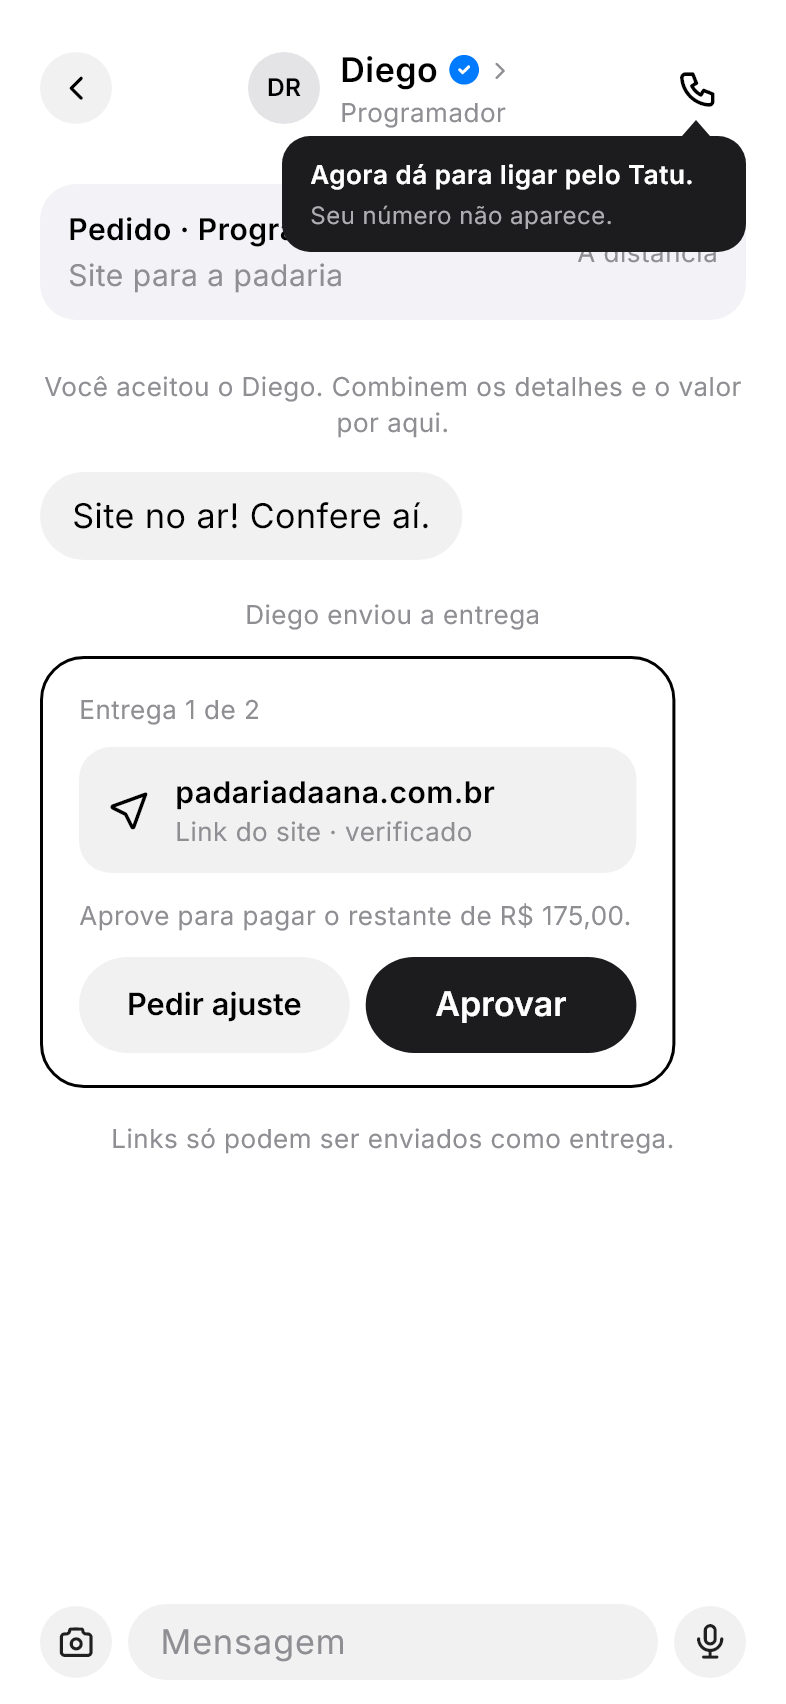 DR
Diego
Programador
Agora dá para ligar pelo Tatu.
Seu número não aparece.
Pedido ·
À distância
Site para a padaria
Você aceitou o Diego. Combinem os detalhes e o valor
por aqui.
Site no ar! Confere aí.
Diego enviou a entrega
Entrega 1 de 2
padariadaana.com.br
Link do site · verificado
Aprove para pagar o restante de R$ 175,00.
Pedir ajuste
Aprovar
Links só podem ser enviados como entrega.
Mensagem